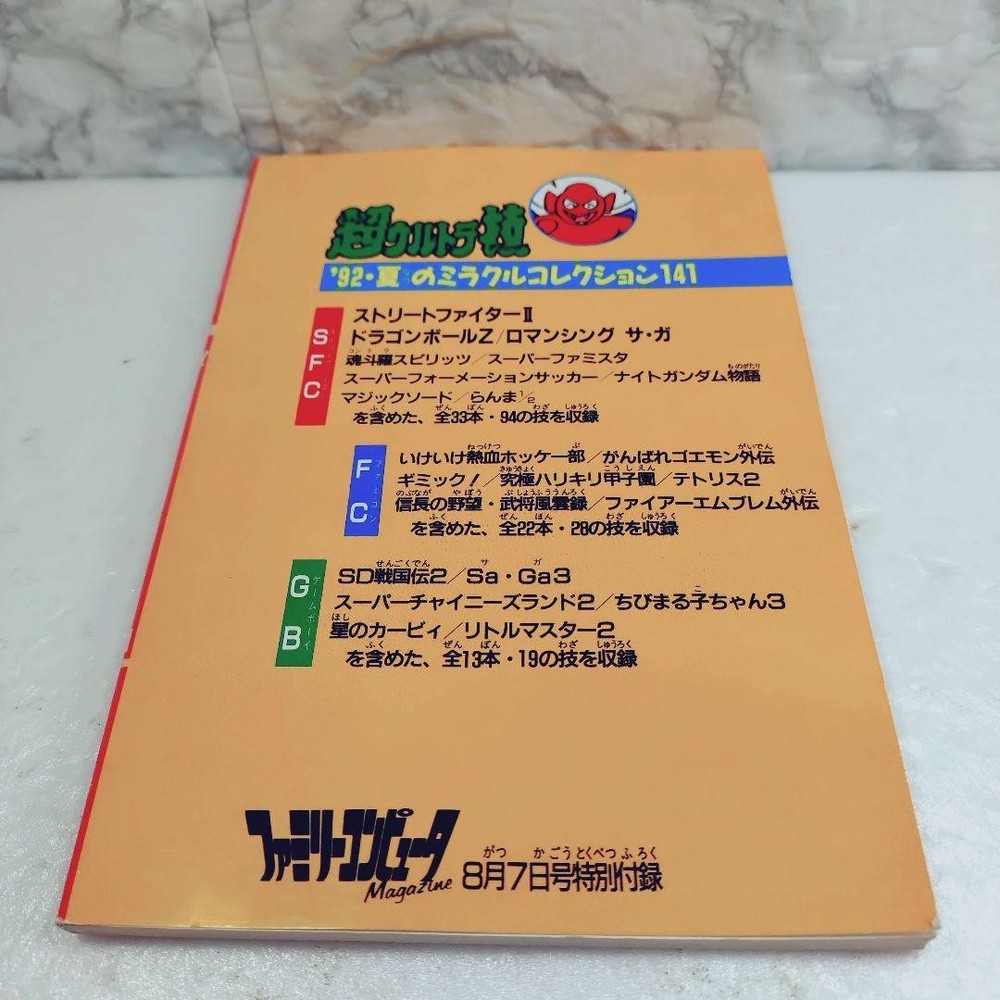 超ウルトラ技
'92・夏のミラクルコレクション141
SFC
ストリートファイターⅡ
ドラゴンボールZ/ロマンシング サ・ガ
魂斗羅スピリッツ/スーパーファミスタ
スーパーフォーメーションサッカー/ナイトガンダム物語
マジックソード/らんま1/2
を含めた、全33本・94の技を収録
FC
ファミコン
いけいけ熱血ホッケー部/がんばれゴエモン外伝
ギミック!/究極ハリキリ甲子園/テトリス2
信長の野望・武将風雲録/ファイアーエムブレム外伝
を含めた、全22本・28の技を収録
GB
ゲームボーイ
SD戦国伝2/Sa・Ga3
スーパーチャイニーズランド2/ちびまる子ちゃん3
星のカービィ/リトルマスター2
を含めた、全13本・19の技を収録
ファミリーコンピュータ
Magazine
8月7日号特別付録